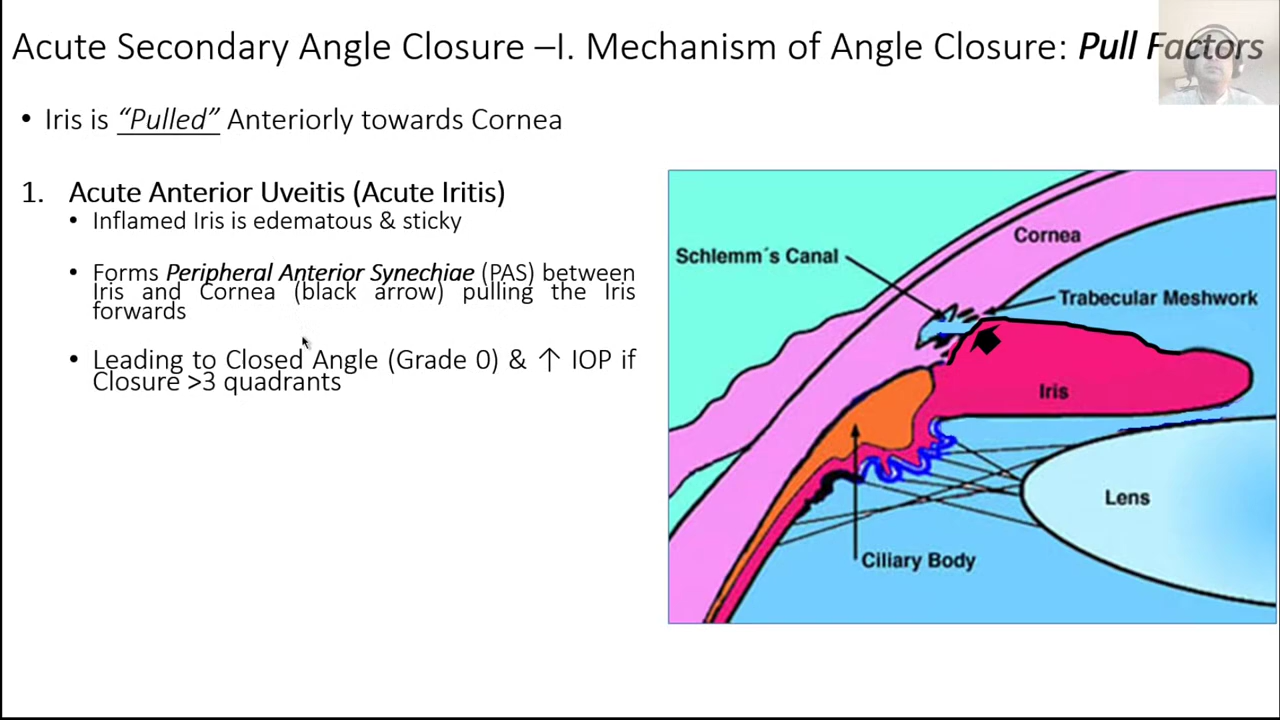 Acute Secondary Angle Closure –I. Mechanism of Angle Closure: Pull Factors
• Iris is “Pulled” Anteriorly towards Cornea
1. Acute Anterior Uveitis (Acute Iritis)
• Inflamed Iris is edematous & sticky
• Forms Peripheral Anterior Synechiae (PAS) between
Iris and Cornea (black arrow) pulling the Iris
forwards
• Leading to Closed Angle (Grade 0) & ↑ IOP if
Closure >3 quadrants
Cornea
Schlemm´s Canal
Trabecular Meshwork
Iris
Lens
Ciliary Body